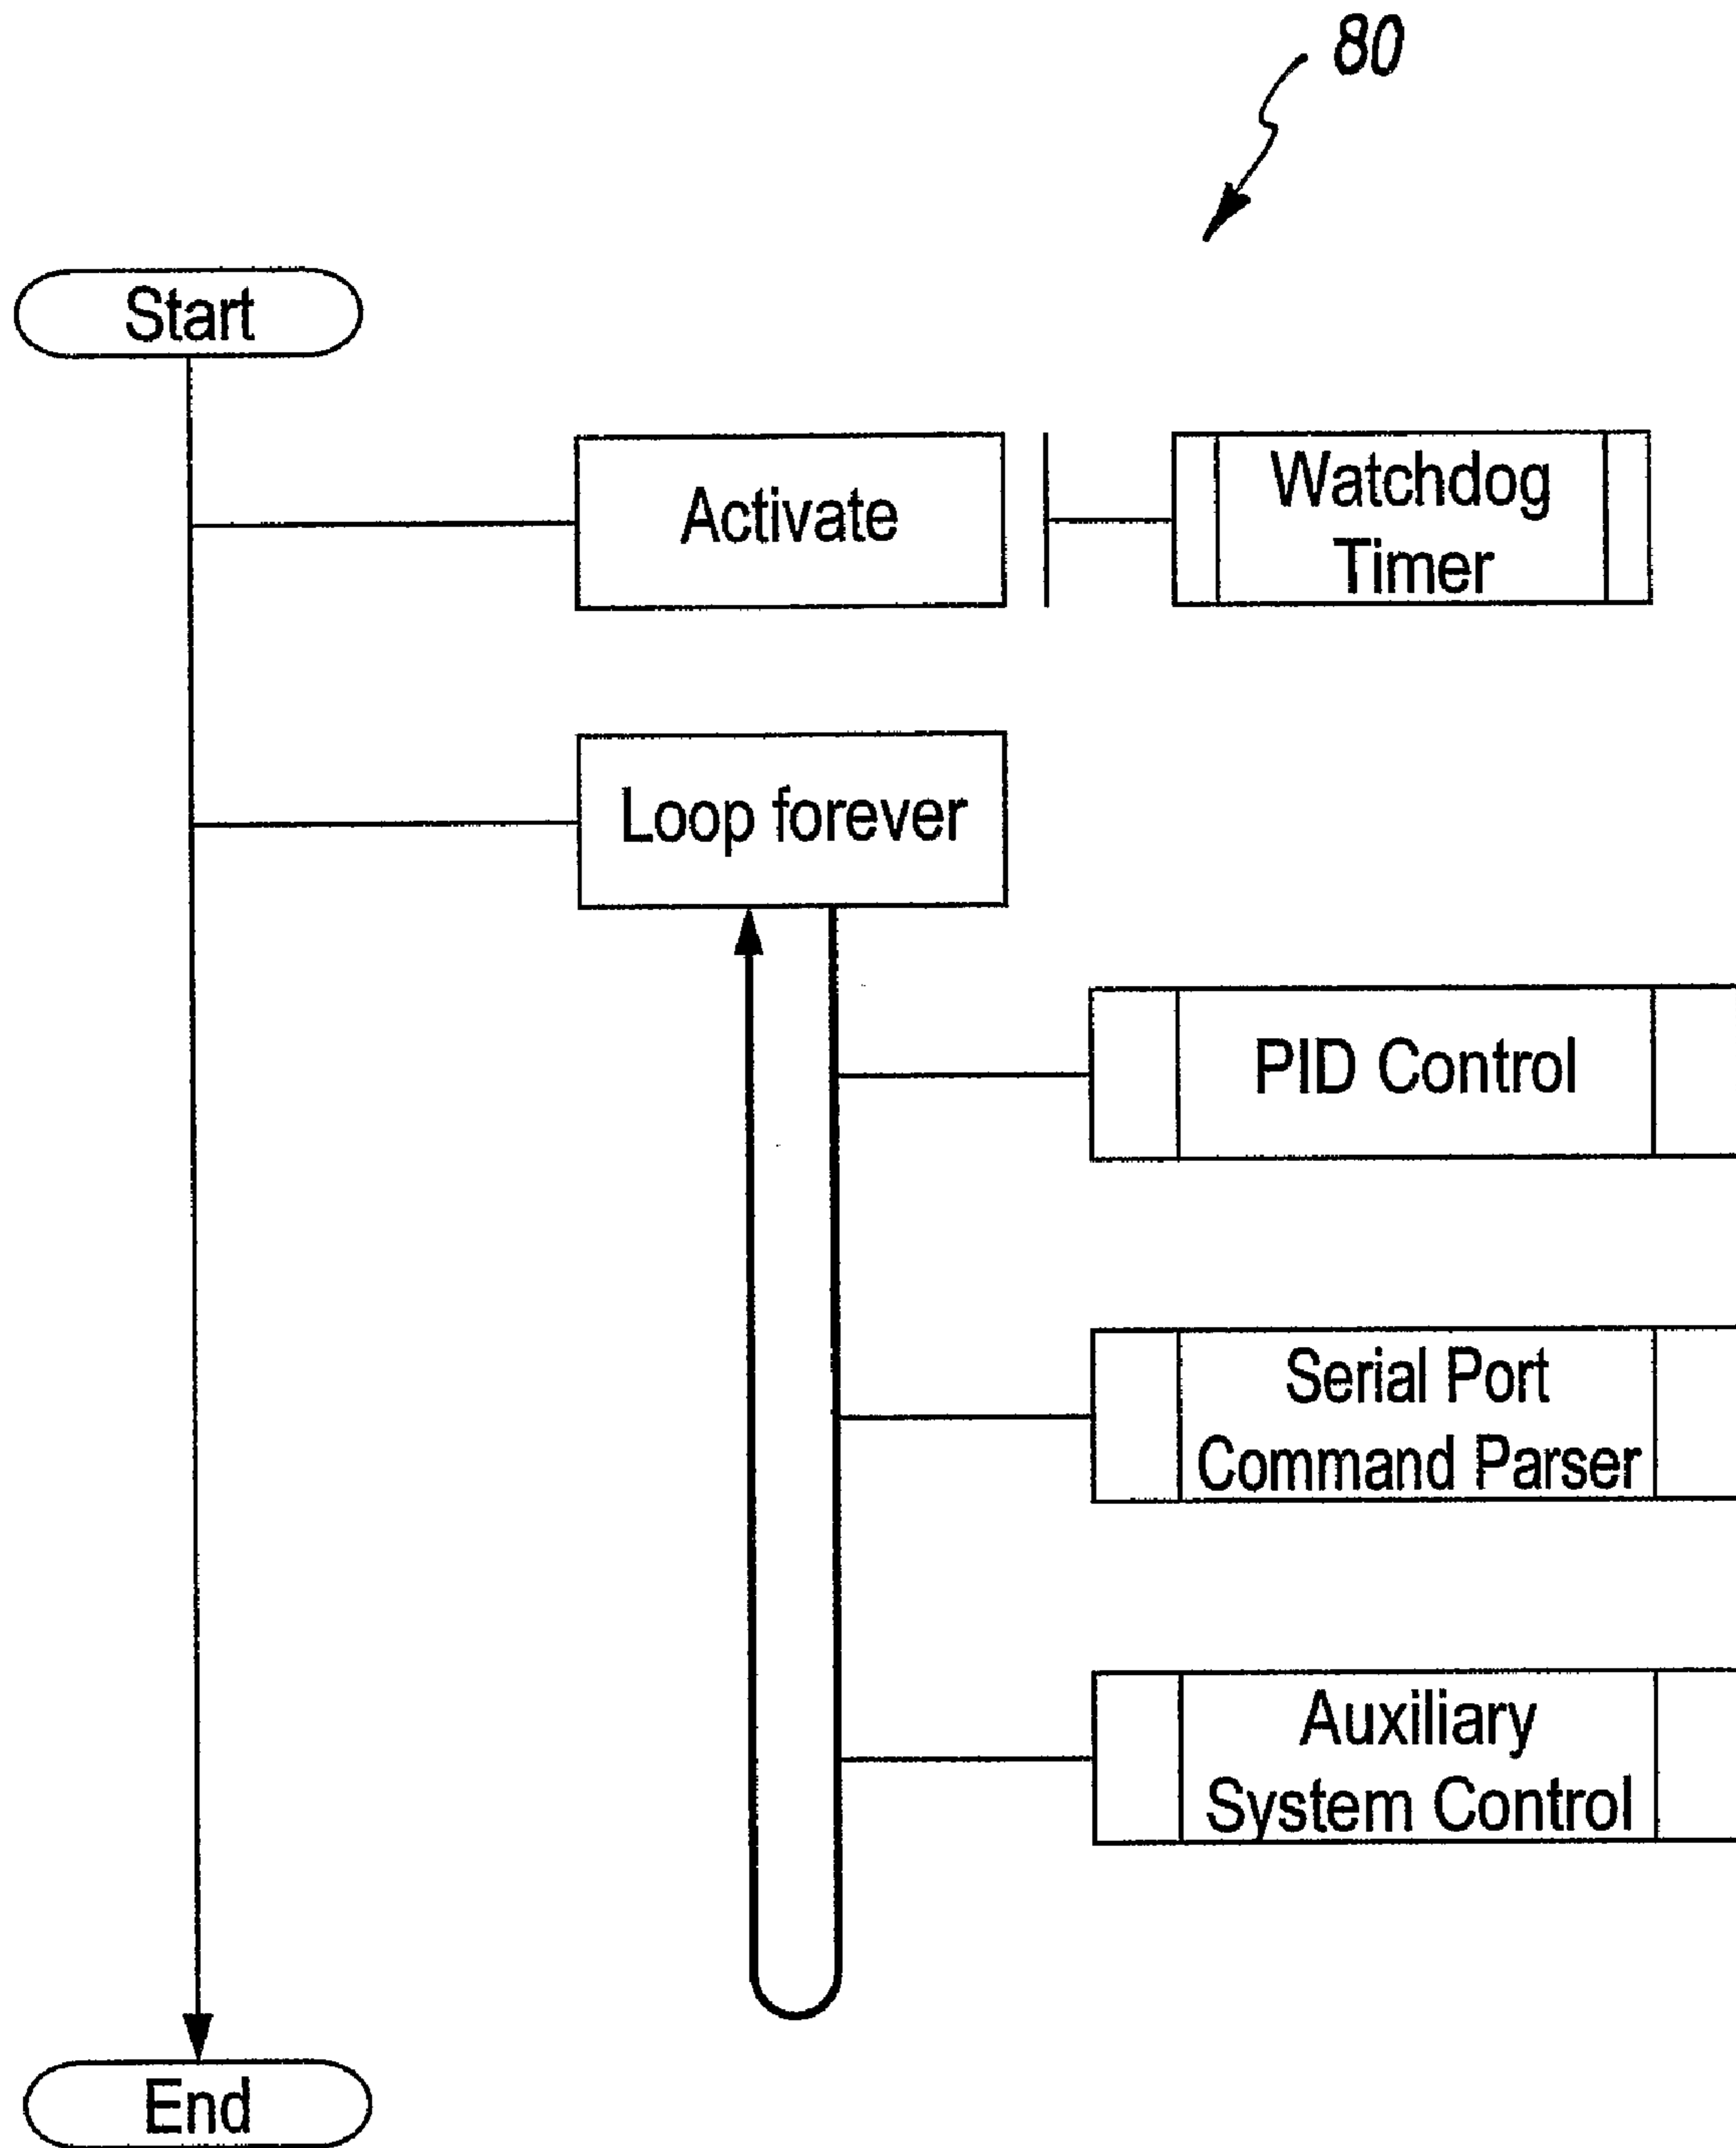 80
Start
Activate
Watchdog
Timer
Loop forever
PID Control
Serial Port
Command Parser
Auxiliary
System Control
End